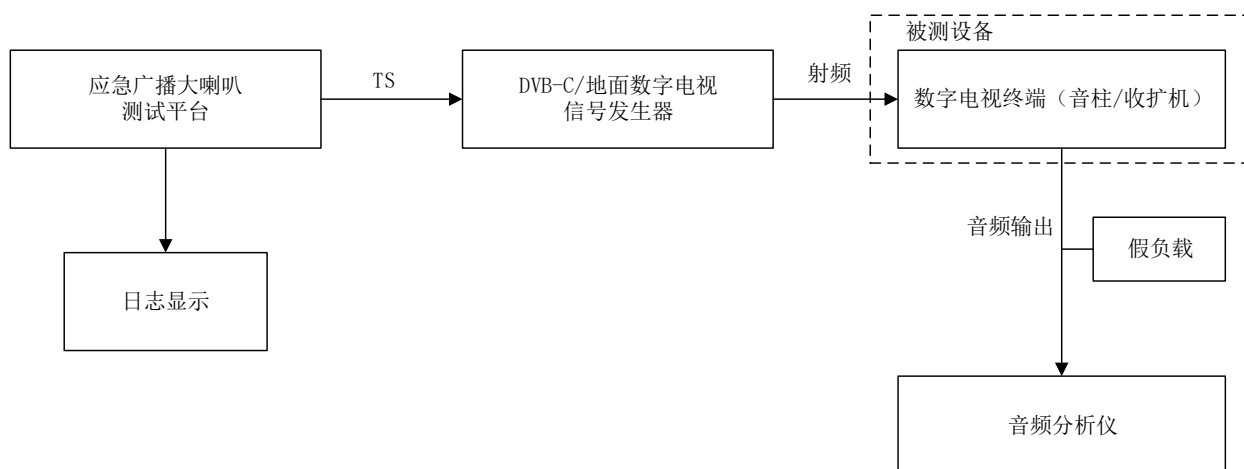 被测设备
应急广播大喇叭
测试平台
TS
DVB-C/地面数字电视
信号发生器
射频
数字电视终端（音柱/收扩机）
音频输出
假负载
日志显示
音频分析仪